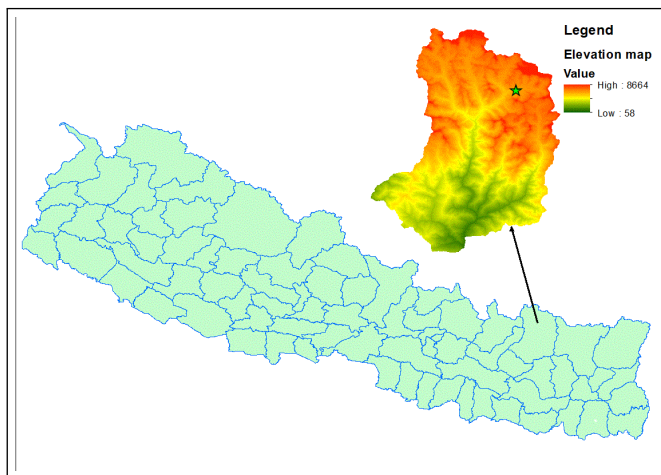 Legend
Elevation map
Value
High : 8664
Low : 58